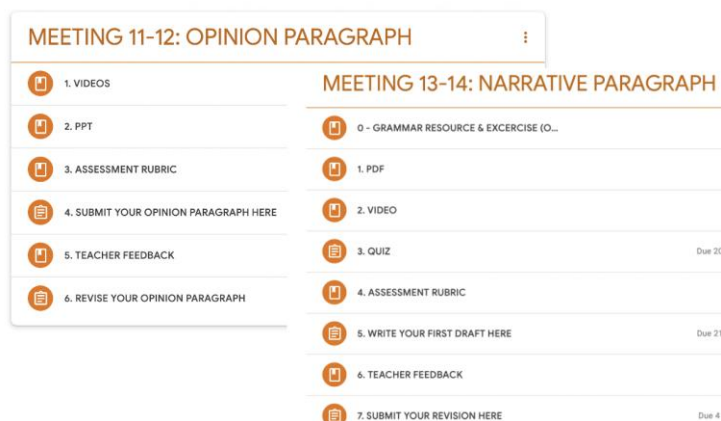 MEETING 11-12: OPINION PARAGRAPH
1. VIDEOS
2. PPT
3. ASSESSMENT RUBRIC
4. SUBMIT YOUR OPINION PARAGRAPH HERE
5. TEACHER FEEDBACK
6. REVISE YOUR OPINION PARAGRAPH
MEETING 13-14: NARRATIVE PARAGRAPH
0 - GRAMMAR RESOURCE & EXCERCISE (O...
1. PDF
2. VIDEO
3. QUIZ Due 20
4. ASSESSMENT RUBRIC
5. WRITE YOUR FIRST DRAFT HERE Due 21
6. TEACHER FEEDBACK
7. SUBMIT YOUR REVISION HERE Due 4